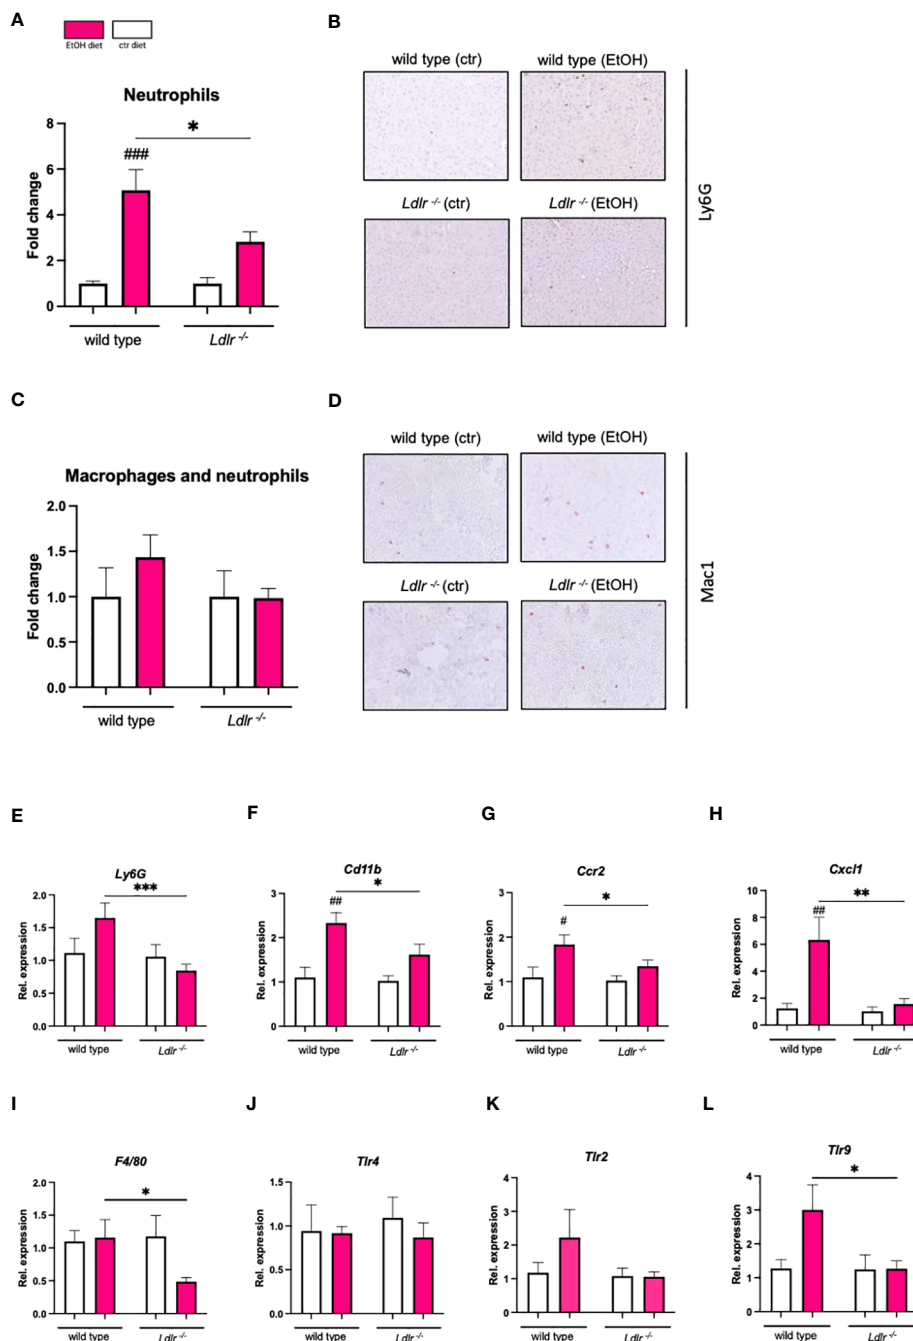 A
EtOH diet
ctr diet
Neutrophils
Fold change
8
6
4
2
0
###
*
wild type
Ldlr -/-
B
wild type (ctr)
wild type (EtOH)
Ldlr -/- (ctr)
Ldlr -/- (EtOH)
Ly6G
C
Macrophages and neutrophils
Fold change
2.0
1.5
1.0
0.5
0.0
wild type
Ldlr -/-
D
wild type (ctr)
wild type (EtOH)
Ldlr -/- (ctr)
Ldlr -/- (EtOH)
Mac1
E
Ly6G
Rel. expression
2.0
1.5
1.0
0.5
0.0
***
wild type
Ldlr -/-
F
Cd11b
Rel. expression
3
2
1
0
##
*
wild type
Ldlr -/-
G
Ccr2
Rel. expression
3
2
1
0
#
*
wild type
Ldlr -/-
H
Cxcl1
Rel. expression
10
8
6
4
2
0
##
**
wild type
Ldlr -/-
I
F4/80
Rel. expression
2.0
1.5
1.0
0.5
0.0
*
wild type
Ldlr -/-
J
Tlr4
Rel. expression
1.5
1.0
0.5
0.0
wild type
Ldlr -/-
K
Tlr2
Rel. expression
4
3
2
1
0
wild type
Ldlr -/-
L
Tlr9
Rel. expression
4
3
2
1
0
*
wild type
Ldlr -/-